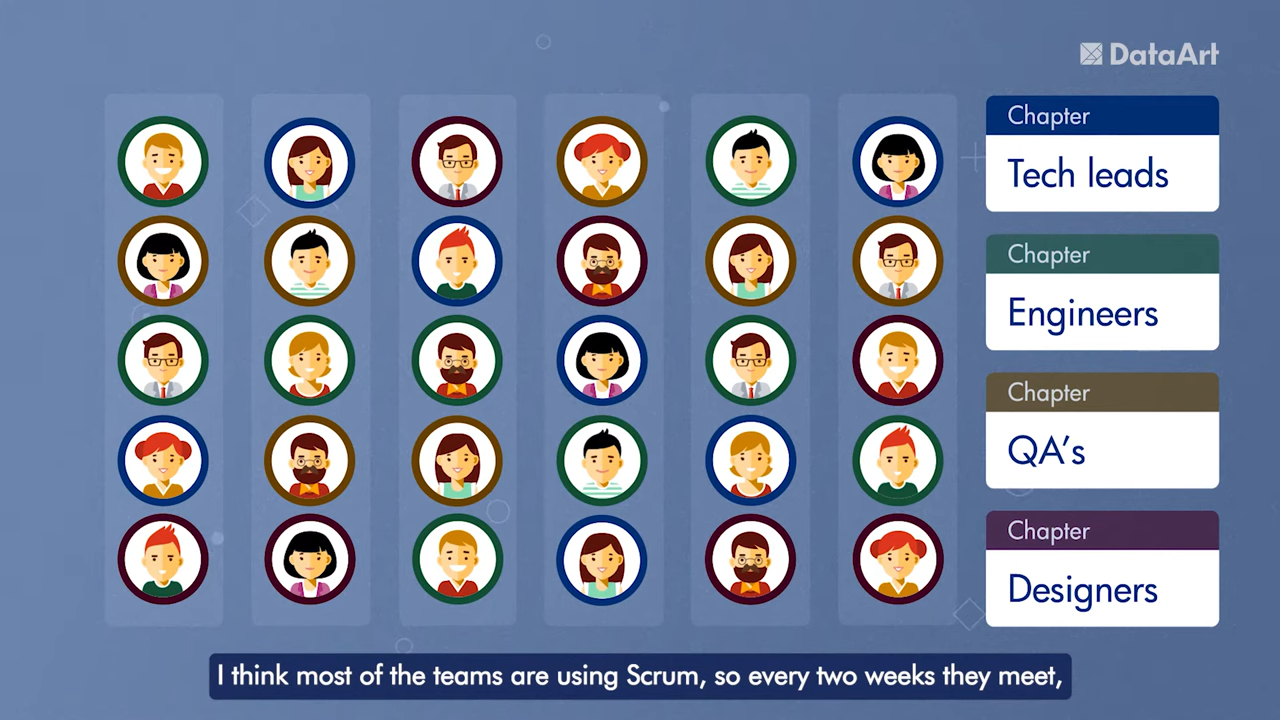 DataArt
Chapter
Tech leads
Chapter
Engineers
Chapter
QA’s
Chapter
Designers
I think most of the teams are using Scrum, so every two weeks they meet,